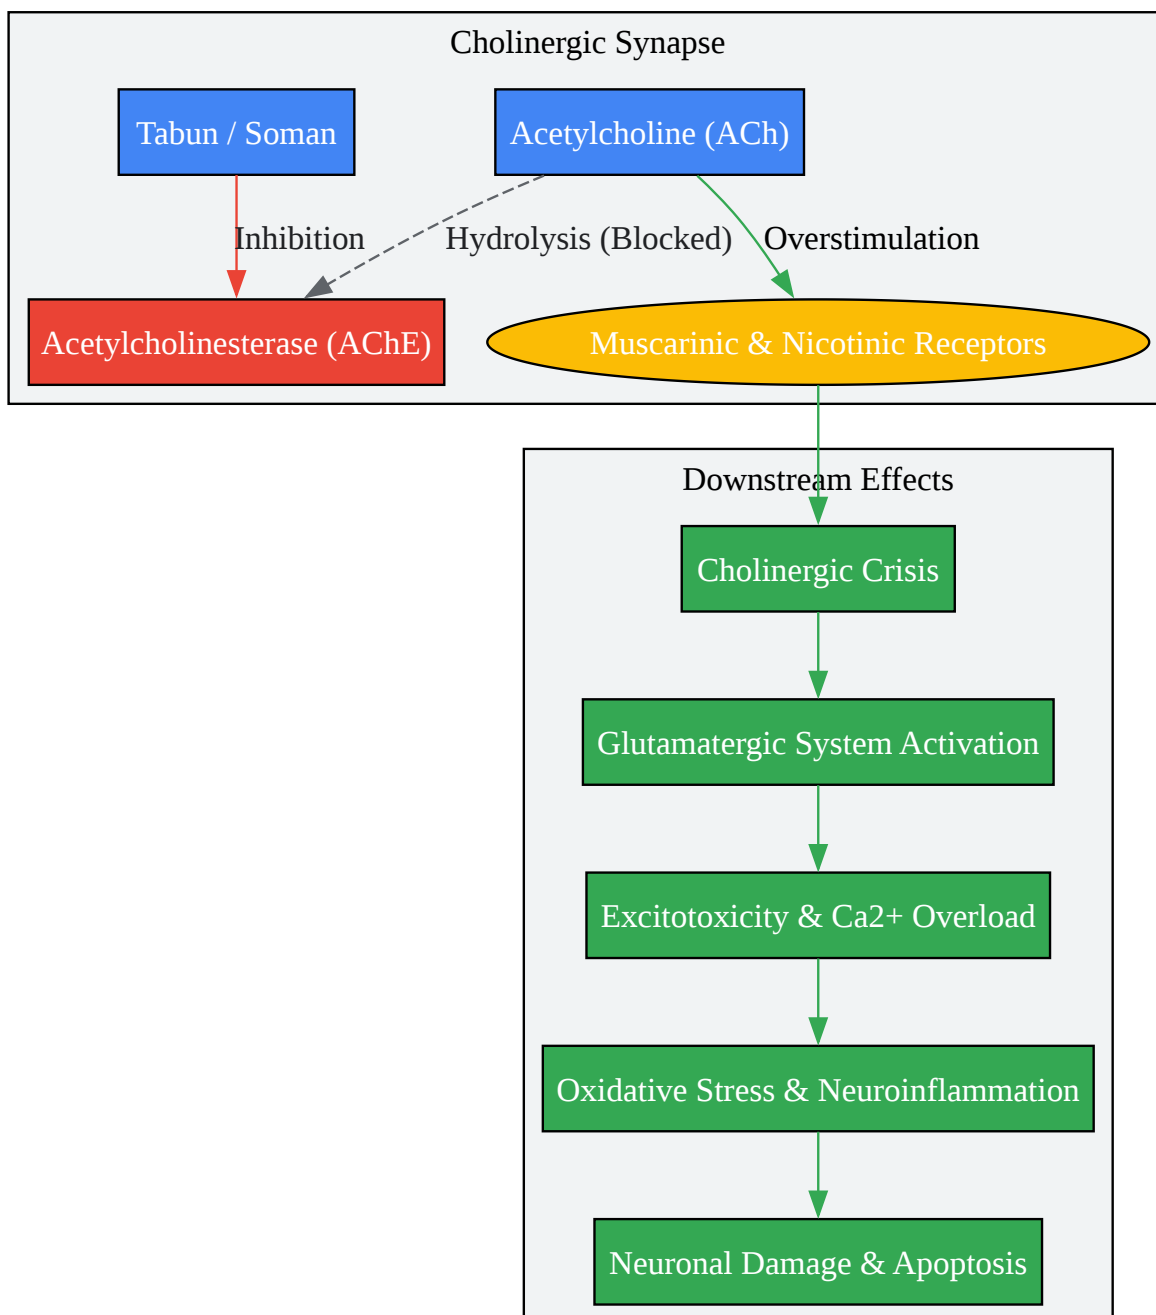 Cholinergic Synapse
Tabun / Soman
Acetylcholine (ACh)
Inhibition
Hydrolysis (Blocked)
Overstimulation
Acetylcholinesterase (AChE)
Muscarinic & Nicotinic Receptors
Downstream Effects
Cholinergic Crisis
Glutamatergic System Activation
Excitotoxicity & Ca2+ Overload
Oxidative Stress & Neuroinflammation
Neuronal Damage & Apoptosis